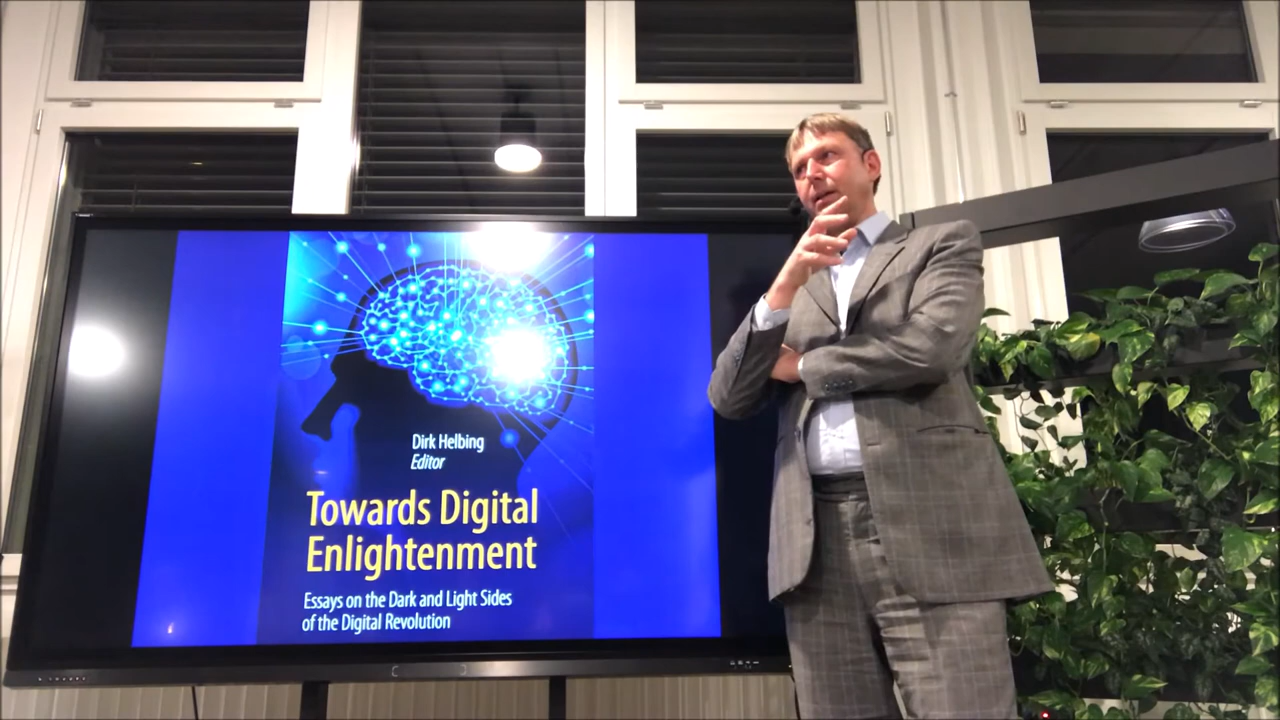 Dirk Helbing
Editor
Towards Digital
Enlightenment
Essays on the Dark and Light Sides
of the Digital Revolution